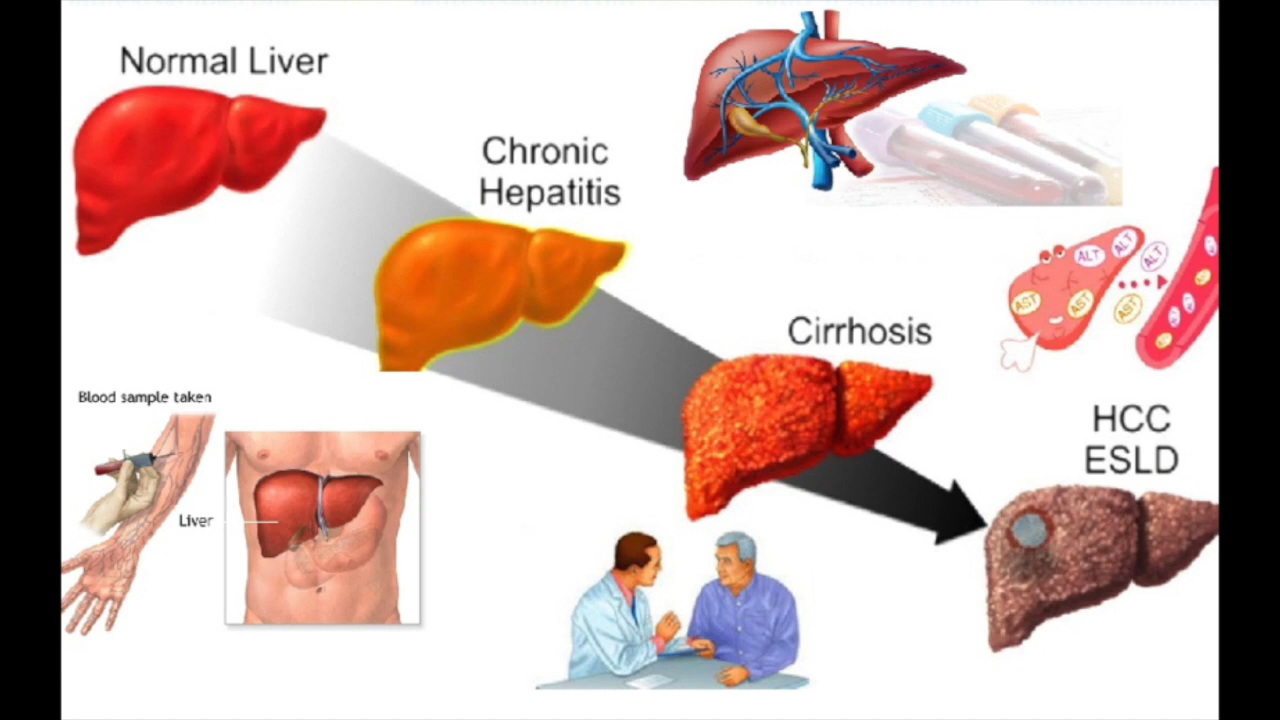 Normal Liver
Chronic
Hepatitis
Cirrhosis
HCC
ESLD
Blood sample taken
Liver
ALT
ALT
ALT
AST
AST
AST